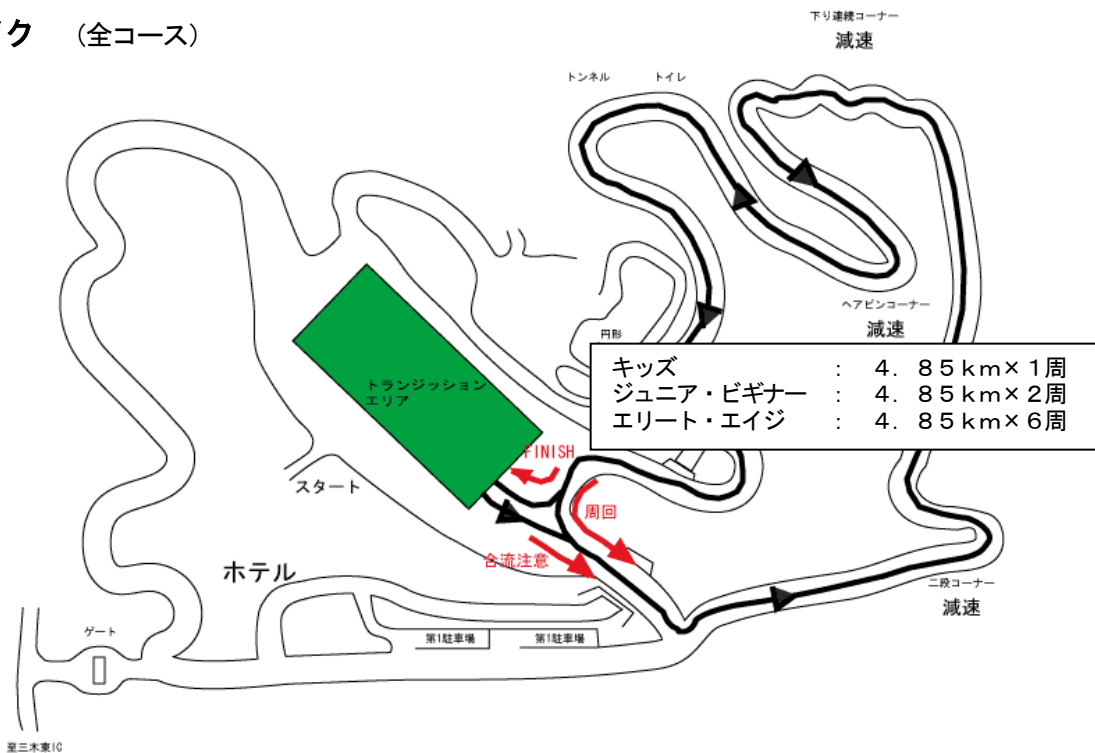 ク （全コース）
下り連続コーナー
減速
トンネル
トイレ
ヘアピンコーナー
減速
円形
キッズ ： ４．８５ｋｍ×１周
ジュニア・ビギナー ： ４．８５ｋｍ×２周
エリート・エイジ ： ４．８５ｋｍ×６周
トランジッション
エリア
FINISH
スタート
周回
合流注意
ホテル
二段コーナー
減速
ゲート
第1駐車場
第1駐車場
至三木東IC